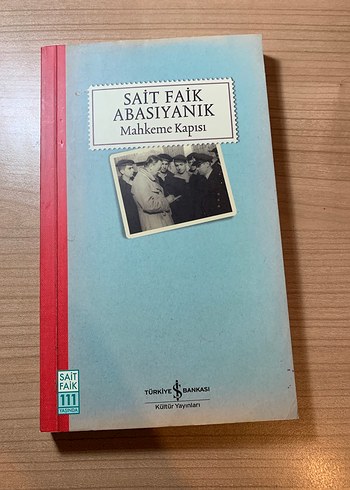 SAİT FAİK
ABASIYANIK
Mahkeme Kapısı
SAİT
FAİK
111
YAŞINDA
TÜRKİYE İŞ BANKASI
Kültür Yayınları